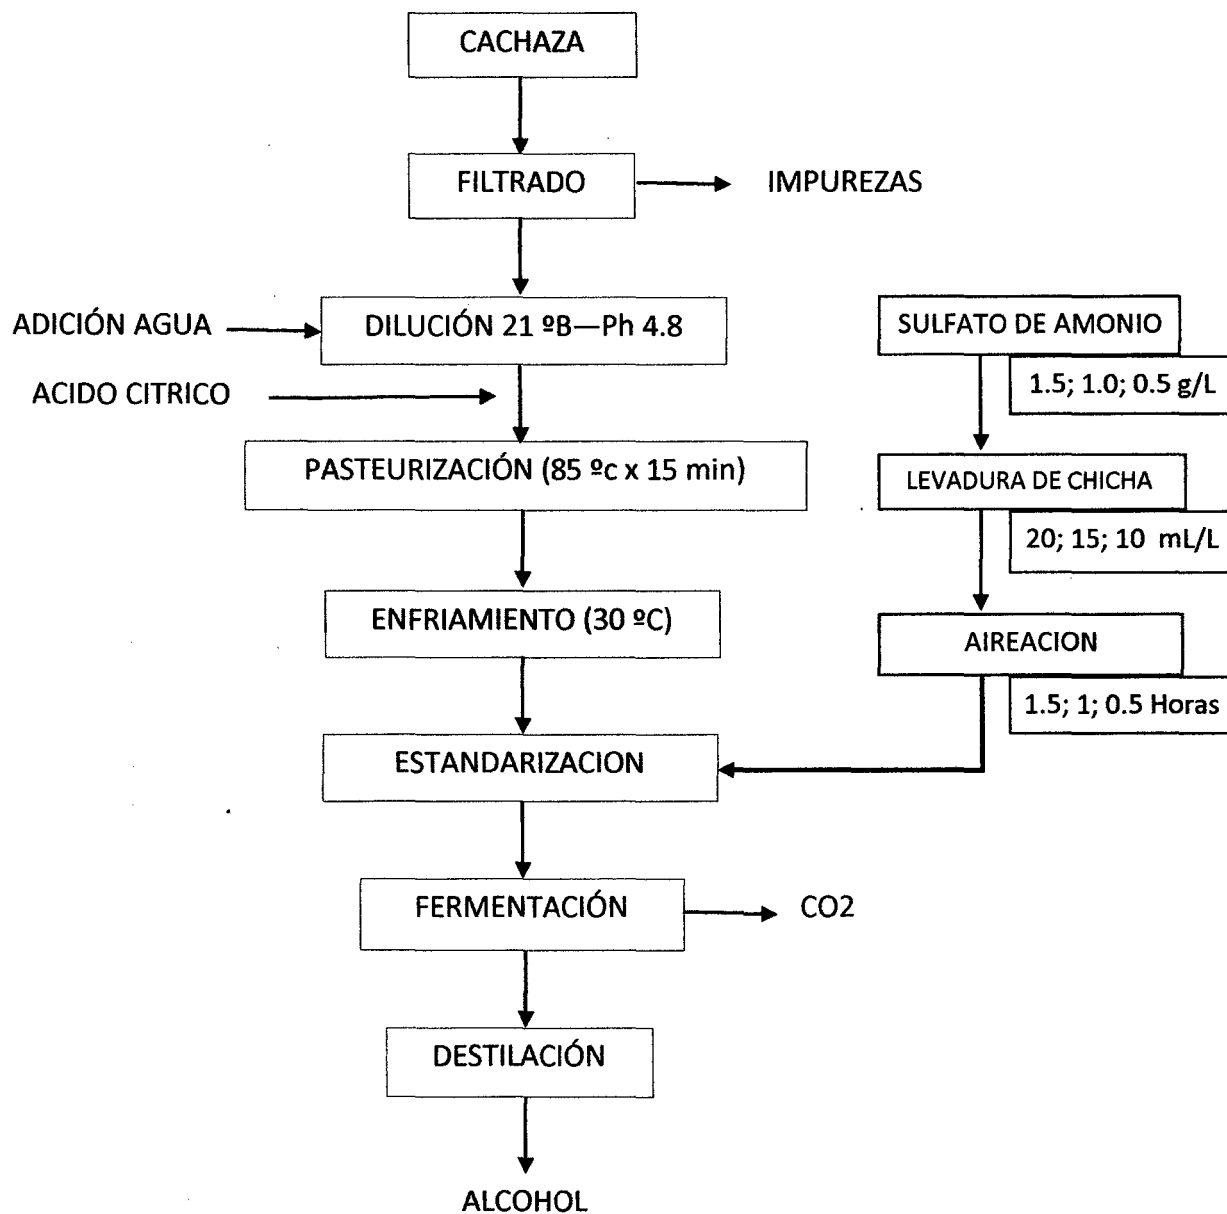 CACHAZA
FILTRADO
IMPUREZAS
ADICIÓN AGUA
DILUCIÓN 21 ºB—Ph 4.8
ACIDO CITRICO
PASTEURIZACIÓN (85 ºc x 15 min)
ENFRIAMIENTO (30 ºC)
ESTANDARIZACION
SULFATO DE AMONIO
1.5; 1.0; 0.5 g/L
LEVADURA DE CHICHA
20; 15; 10 mL/L
AIREACION
1.5; 1; 0.5 Horas
FERMENTACIÓN
CO2
DESTILACIÓN
ALCOHOL